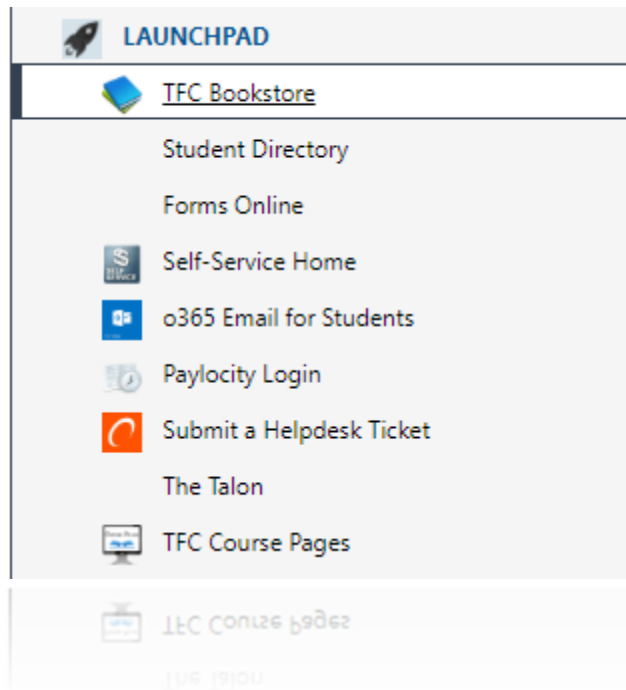 LAUNCHPAD
TFC Bookstore
Student Directory
Forms Online
Self-Service Home
o365 Email for Students
Paylocity Login
Submit a Helpdesk Ticket
The Talon
TFC Course Pages